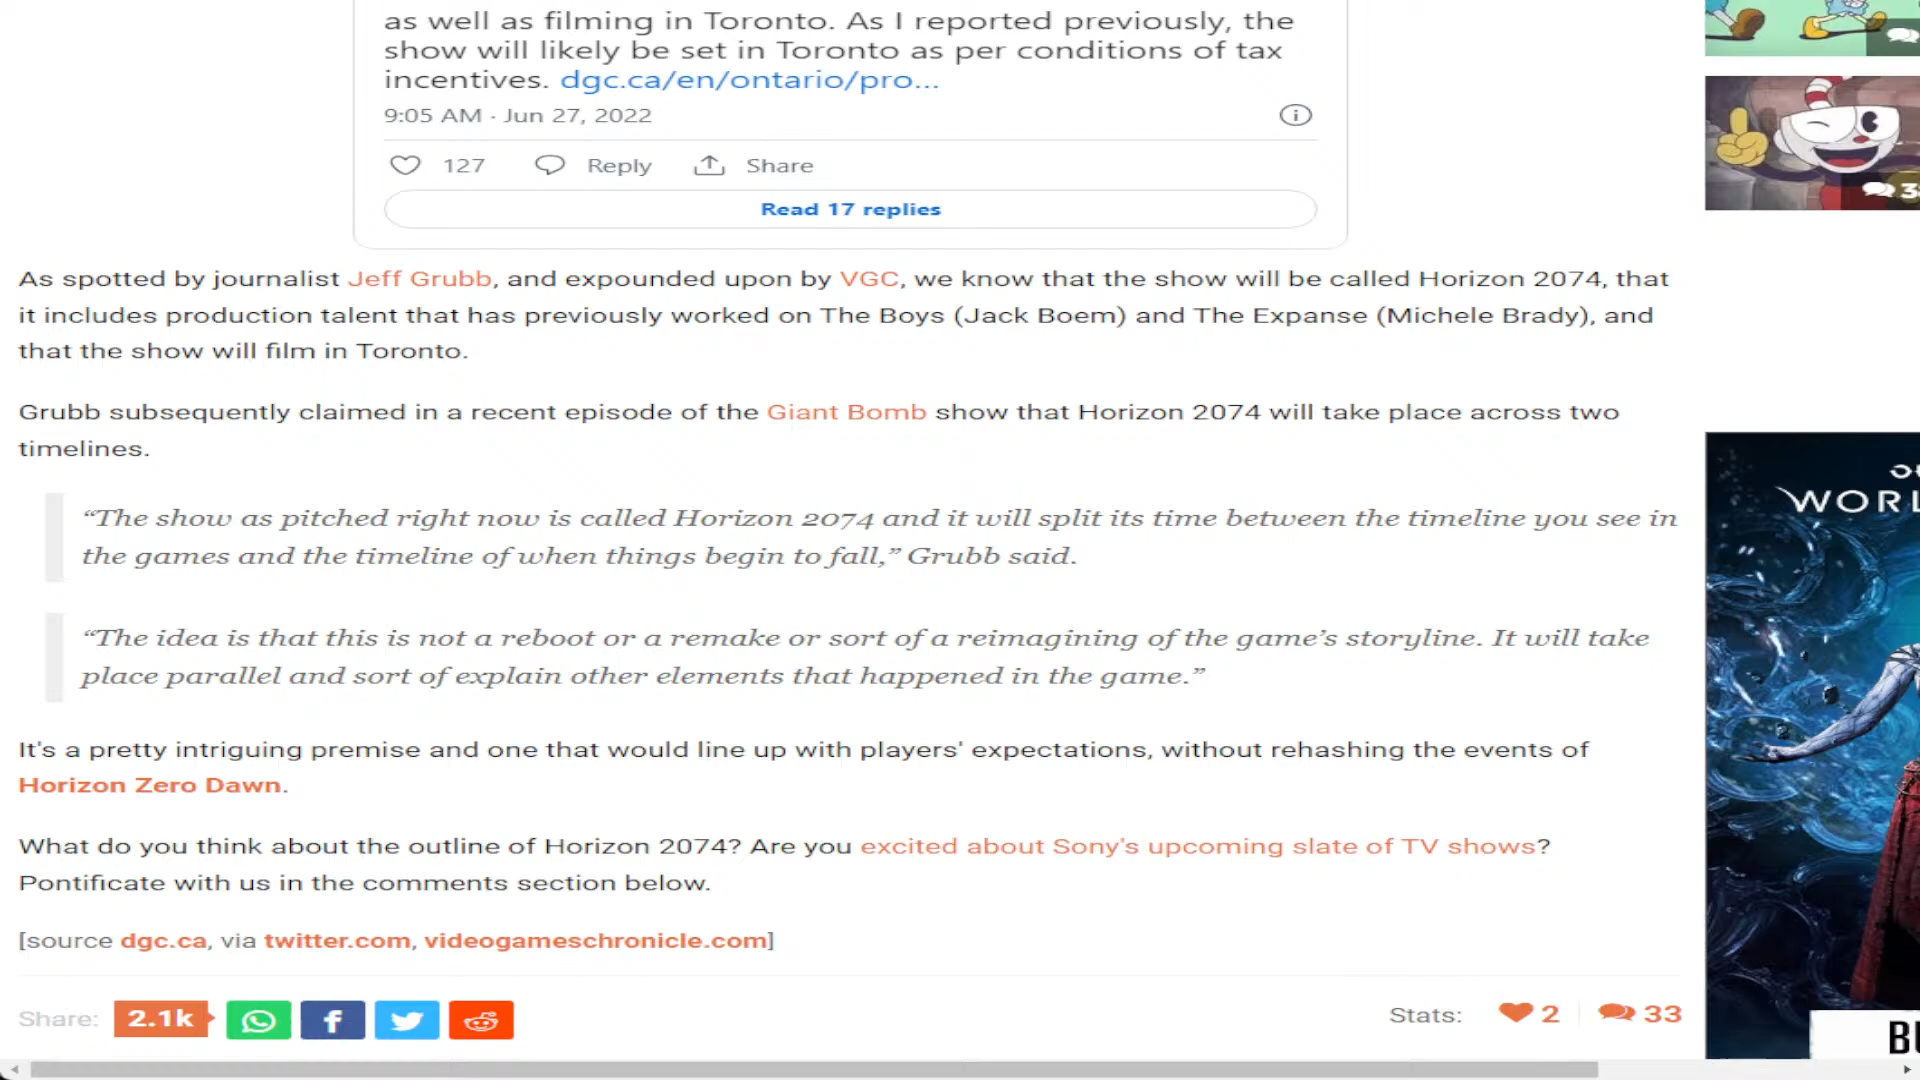 as well as filming in Toronto. As I reported previously, the
show will likely be set in Toronto as per conditions of tax
incentives. dgc.ca/en/ontario/pro...
9:05 AM · Jun 27, 2022
127 Reply Share
Read 17 replies
As spotted by journalist Jeff Grubb, and expounded upon by VGC, we know that the show will be called Horizon 2074, that
it includes production talent that has previously worked on The Boys (Jack Boem) and The Expanse (Michele Brady), and
that the show will film in Toronto.
Grubb subsequently claimed in a recent episode of the Giant Bomb show that Horizon 2074 will take place across two
timelines.
“The show as pitched right now is called Horizon 2074 and it will split its time between the timeline you see in
the games and the timeline of when things begin to fall,” Grubb said.
“The idea is that this is not a reboot or a remake or sort of a reimagining of the game’s storyline. It will take
place parallel and sort of explain other elements that happened in the game.”
It's a pretty intriguing premise and one that would line up with players' expectations, without rehashing the events of
Horizon Zero Dawn.
What do you think about the outline of Horizon 2074? Are you excited about Sony's upcoming slate of TV shows?
Pontificate with us in the comments section below.
[source dgc.ca, via twitter.com, videogameschronicle.com]
Share: 2.1k
Stats: 2 33